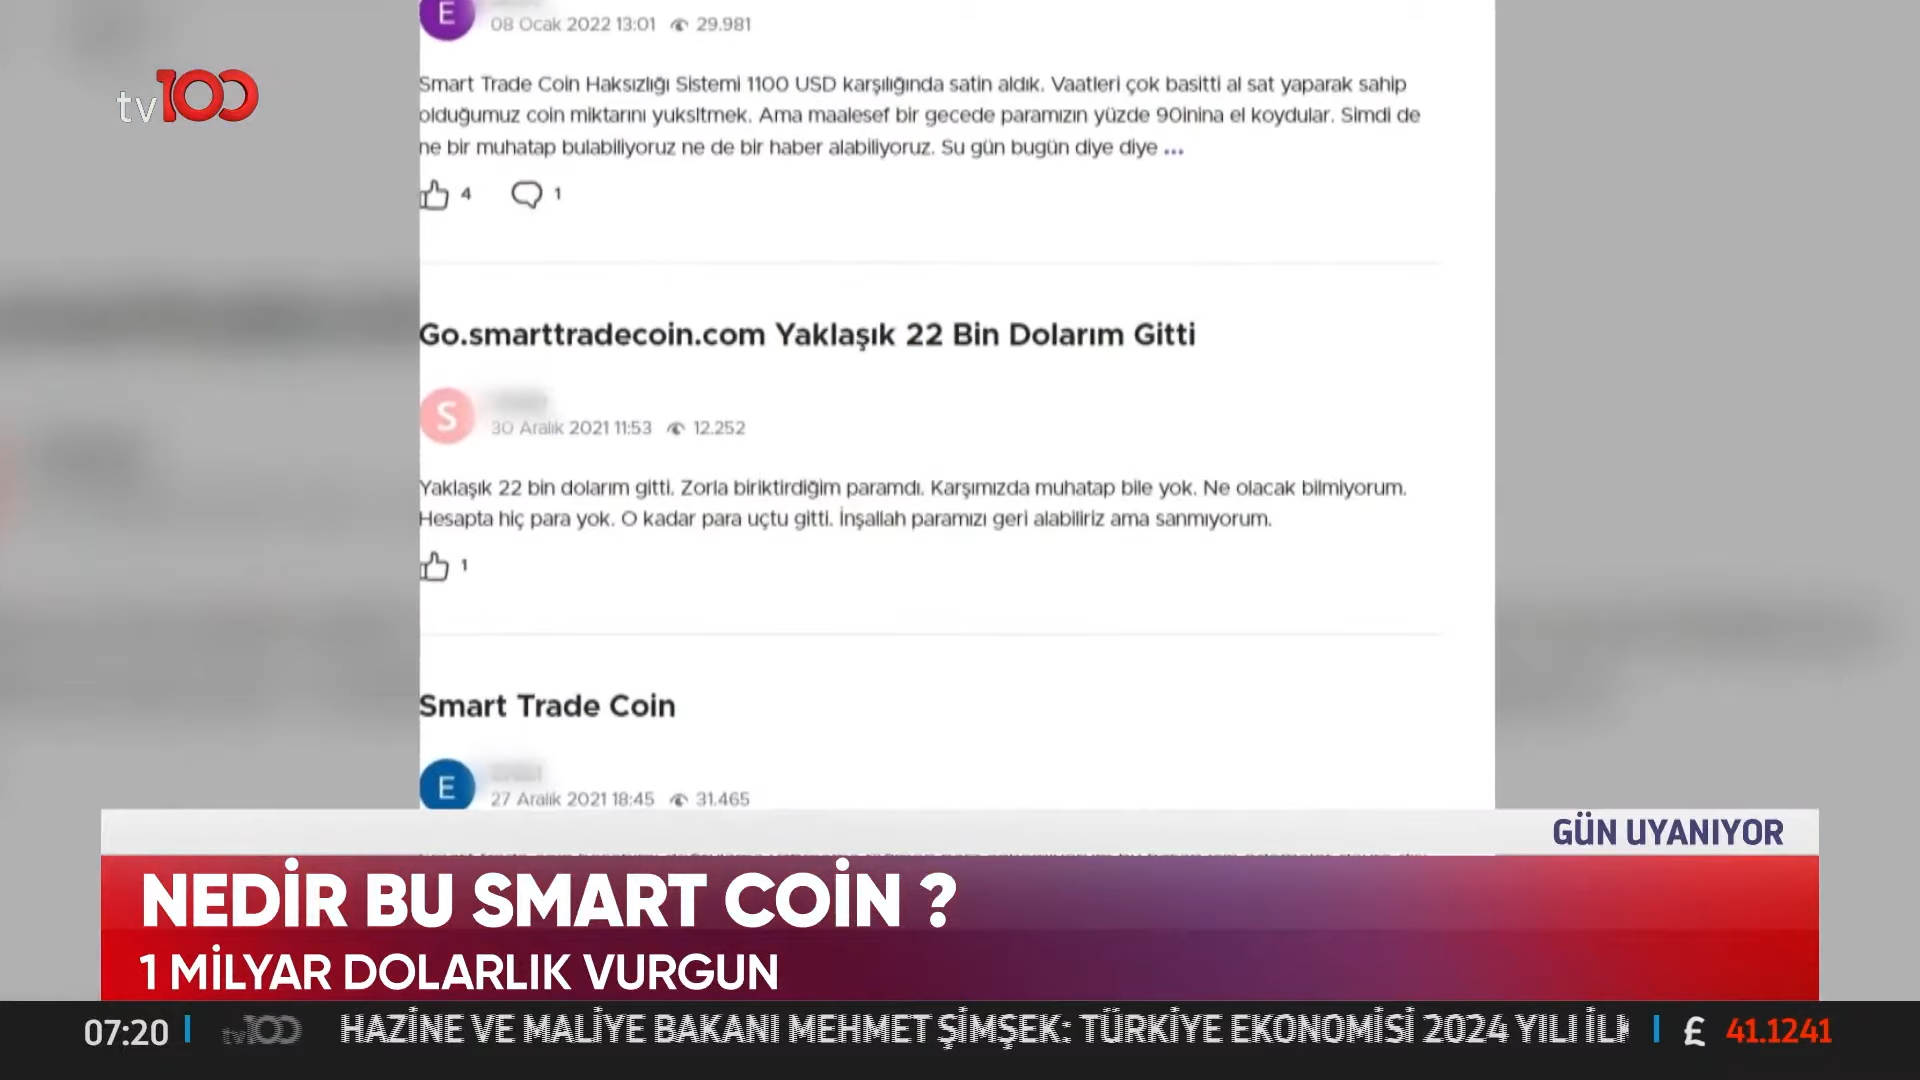 E
08 Ocak 2022 13:01 29.981
tv100
Smart Trade Coin Haksızlığı Sistemi 1100 USD karşılığında satin aldık. Vaatleri çok basitti al sat yaparak sahip
olduğumuz coin miktarını yuksltmek. Ama maalesef bir gecede paramızın yüzde 90inina el koydular. Simdi de
ne bir muhatap bulabiliyoruz ne de bir haber alabiliyoruz. Su gün bugün diye diye ...
4 1
Go.smarttradecoin.com Yaklaşık 22 Bin Dolarım Gitti
S
30 Aralık 2021 11:53 12.252
Yaklaşık 22 bin dolarım gitti. Zorla biriktirdiğim paramdı. Karşımızda muhatap bile yok. Ne olacak bilmiyorum.
Hesapta hiç para yok. O kadar para uçtu gitti. İnşallah paramızı geri alabiliriz ama sanmıyorum.
1
Smart Trade Coin
E
27 Aralık 2021 18:45 31.465
GÜN UYANIYOR
NEDİR BU SMART COİN ?
1 MİLYAR DOLARLIK VURGUN
07:20 tv100 HAZİNE VE MALİYE BAKANI MEHMET ŞİMŞEK: TÜRKİYE EKONOMİSİ 2024 YILI £ 41.1241